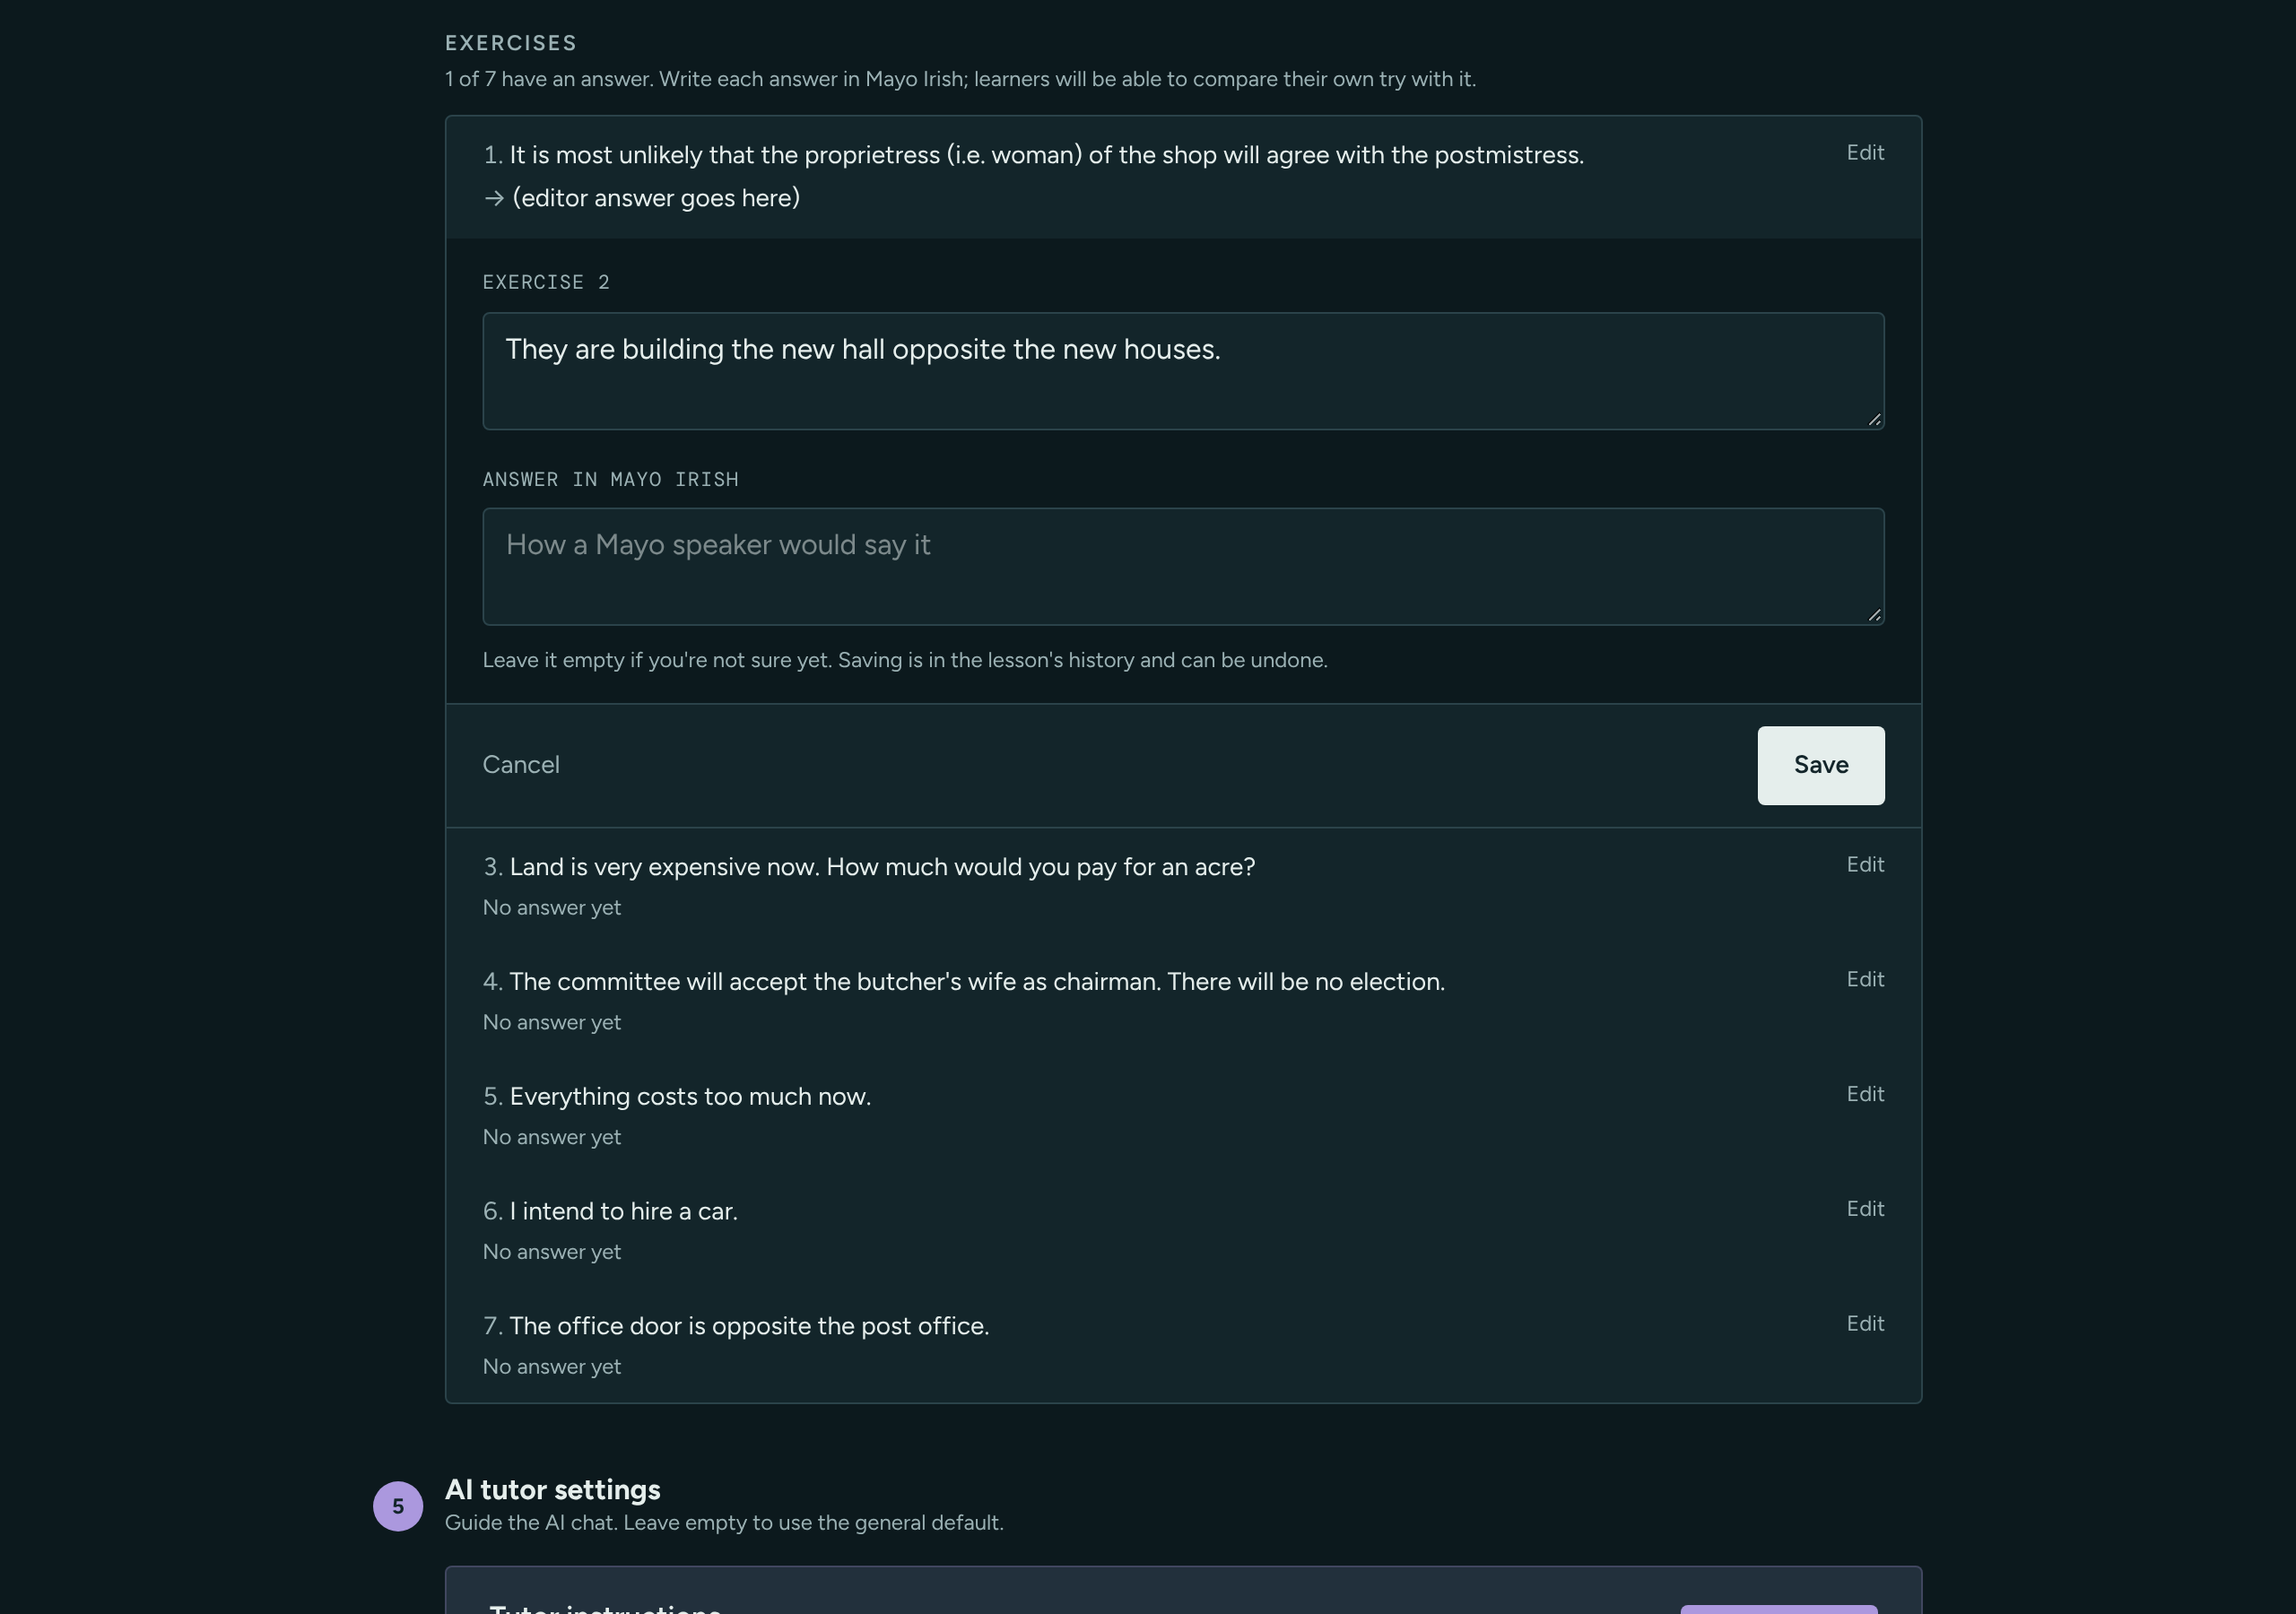 EXERCISES
1 of 7 have an answer. Write each answer in Mayo Irish; learners will be able to compare their own try with it.
1. It is most unlikely that the proprietress (i.e. woman) of the shop will agree with the postmistress.
Edit
→ (editor answer goes here)
EXERCISE 2
They are building the new hall opposite the new houses.
ANSWER IN MAYO IRISH
How a Mayo speaker would say it
Leave it empty if you're not sure yet. Saving is in the lesson's history and can be undone.
Cancel
Save
3. Land is very expensive now. How much would you pay for an acre?
Edit
No answer yet
4. The committee will accept the butcher's wife as chairman. There will be no election.
Edit
No answer yet
5. Everything costs too much now.
Edit
No answer yet
6. I intend to hire a car.
Edit
No answer yet
7. The office door is opposite the post office.
Edit
No answer yet
5
AI tutor settings
Guide the AI chat. Leave empty to use the general default.
Tutor instructions